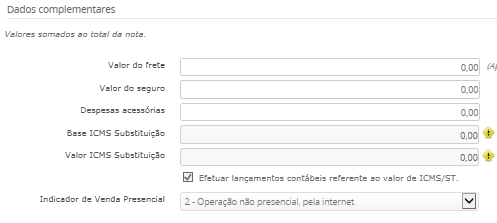 Dados complementares
Valores somados ao total da nota.
Valor do frete 0,00 (A)
Valor do seguro 0,00
Despesas acessórias 0,00
Base ICMS Substituição 0,00
Valor ICMS Substituição 0,00
Efetuar lançamentos contábeis referente ao valor de ICMS/ST.
Indicador de Venda Presencial 2 - Operação não presencial, pela internet